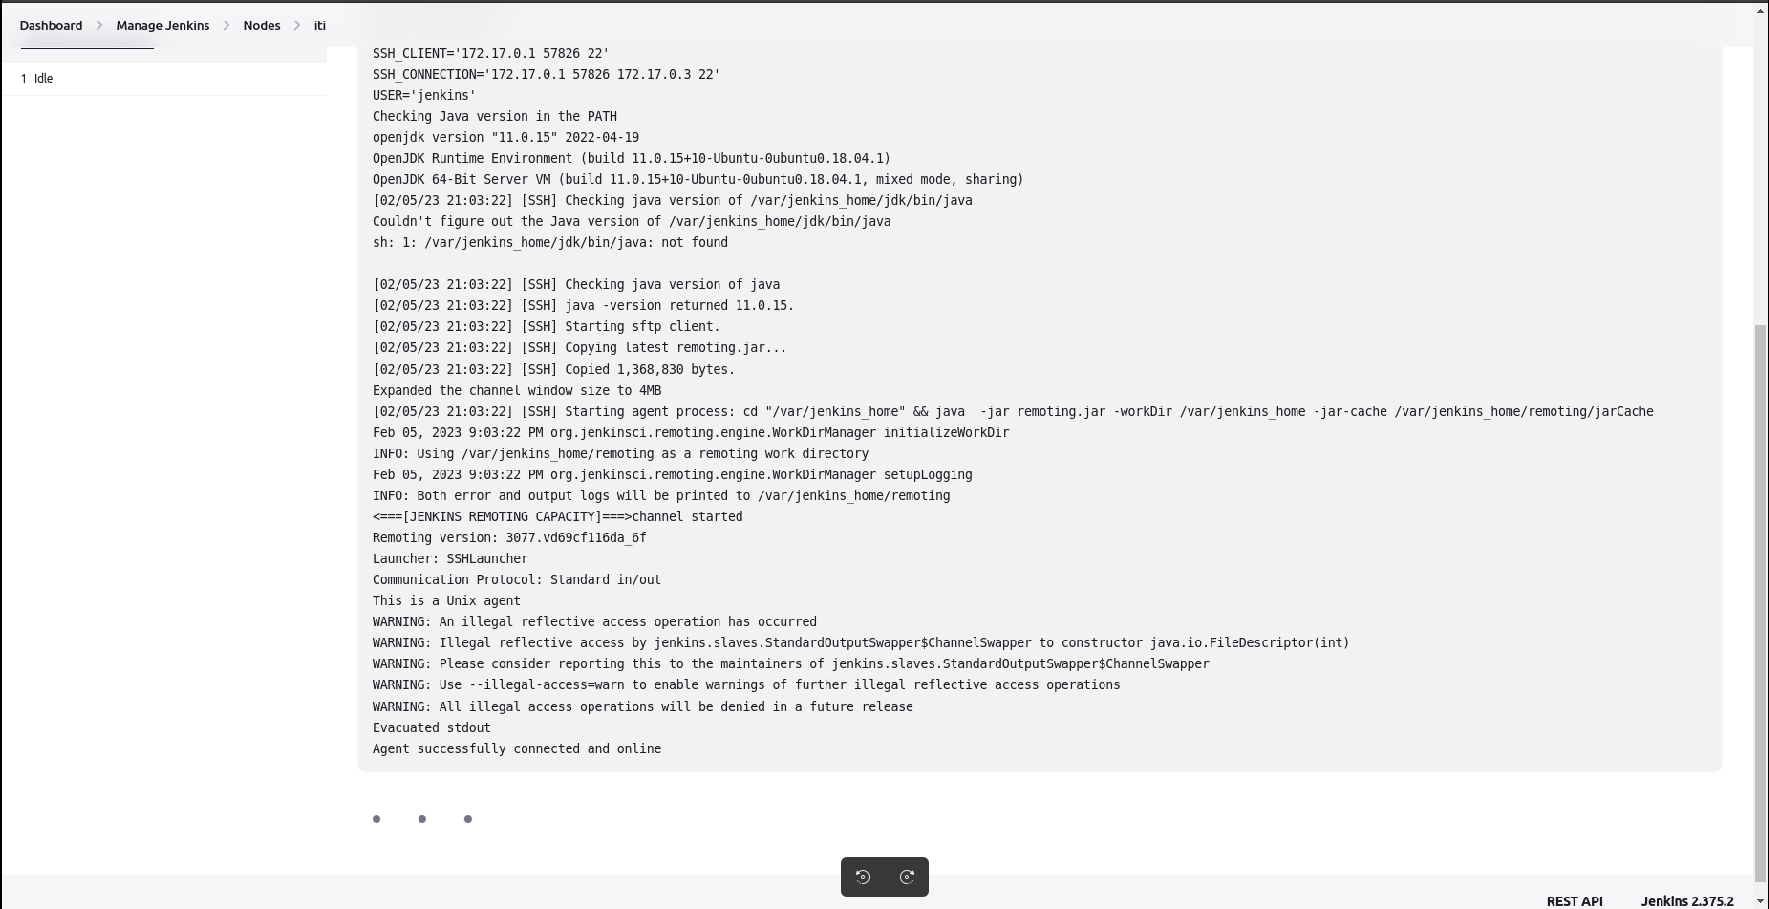 Dashboard > Manage Jenkins > Nodes > iti
1 Idle
SSH_CLIENT='172.17.0.1 57826 22'
SSH_CONNECTION='172.17.0.1 57826 172.17.0.3 22'
USER='jenkins'
Checking Java version in the PATH
openjdk version "11.0.15" 2022-04-19
OpenJDK Runtime Environment (build 11.0.15+10-Ubuntu-0ubuntu0.18.04.1)
OpenJDK 64-Bit Server VM (build 11.0.15+10-Ubuntu-0ubuntu0.18.04.1, mixed mode, sharing)
[02/05/23 21:03:22] [SSH] Checking java version of /var/jenkins_home/jdk/bin/java
Couldn't figure out the Java version of /var/jenkins_home/jdk/bin/java
sh: 1: /var/jenkins_home/jdk/bin/java: not found
[02/05/23 21:03:22] [SSH] Checking java version of java
[02/05/23 21:03:22] [SSH] java -version returned 11.0.15.
[02/05/23 21:03:22] [SSH] Starting sftp client.
[02/05/23 21:03:22] [SSH] Copying latest remoting.jar...
[02/05/23 21:03:22] [SSH] Copied 1,368,830 bytes.
Expanded the channel window size to 4MB
[02/05/23 21:03:22] [SSH] Starting agent process: cd "/var/jenkins_home" && java  -jar remoting.jar -workDir /var/jenkins_home -jar-cache /var/jenkins_home/remoting/jarCache
Feb 05, 2023 9:03:22 PM org.jenkinsci.remoting.engine.WorkDirManager initializeWorkDir
INFO: Using /var/jenkins_home/remoting as a remoting work directory
Feb 05, 2023 9:03:22 PM org.jenkinsci.remoting.engine.WorkDirManager setupLogging
INFO: Both error and output logs will be printed to /var/jenkins_home/remoting
<===[JENKINS REMOTING CAPACITY]===>channel started
Remoting version: 3077.vd69cf116da_6f
Launcher: SSHLauncher
Communication Protocol: Standard in/out
This is a Unix agent
WARNING: An illegal reflective access operation has occurred
WARNING: Illegal reflective access by jenkins.slaves.StandardOutputSwapper$ChannelSwapper to constructor java.io.FileDescriptor(int)
WARNING: Please consider reporting this to the maintainers of jenkins.slaves.StandardOutputSwapper$ChannelSwapper
WARNING: Use --illegal-access=warn to enable warnings of further illegal reflective access operations
WARNING: All illegal access operations will be denied in a future release
Evacuated stdout
Agent successfully connected and online
REST API Jenkins 2.375.2